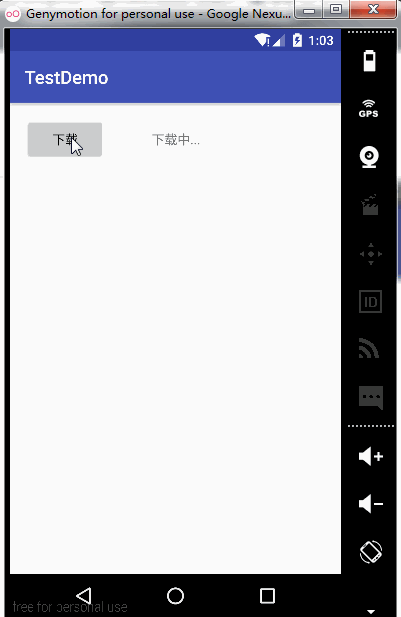 Genymotion for personal use - Google Nexu...
1:03
TestDemo
下载
下载中...
GPS
ID
free for personal use